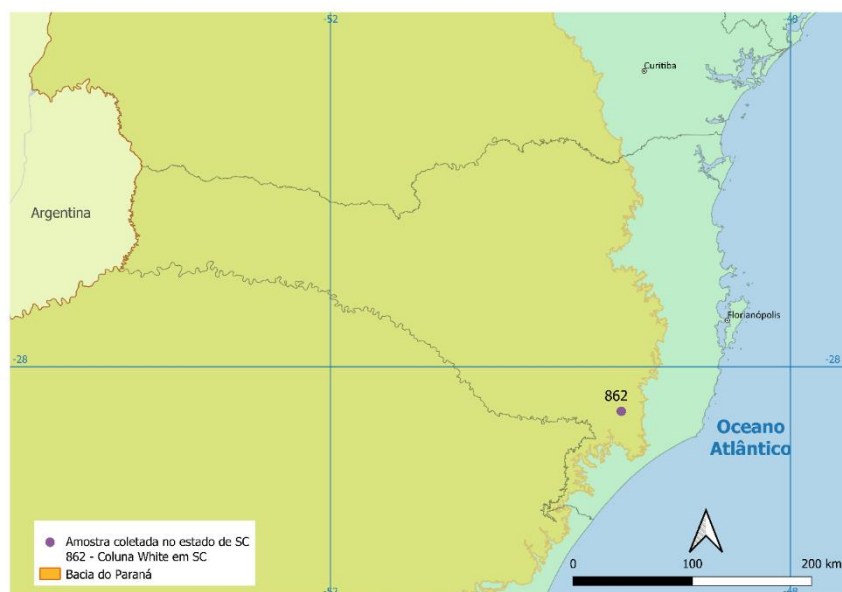 -52
-48
Curitiba
Argentina
Florianópolis
-28
-28
862
Oceano
Atlântico
Amostra coletada no estado de SC
862 - Coluna White em SC
Bacia do Paraná
0
100
200 km
-52
-48